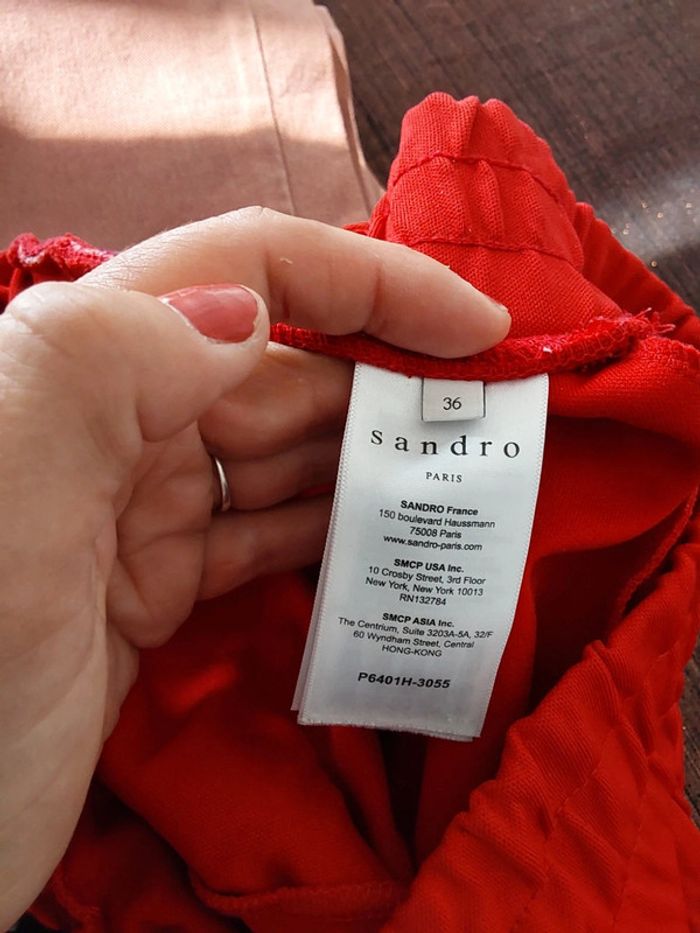 36
sandro
PARIS
SANDRO France
150 boulevard Haussmann
75008 Paris
www.sandro-paris.com
SMCP USA Inc.
10 Crosby Street, 3rd Floor
New York, New York 10013
RN132784
SMCP ASIA Inc.
The Centrium, Suite 3203A-5A, 32/F
60 Wyndham Street, Central
HONG-KONG
P6401H-3055